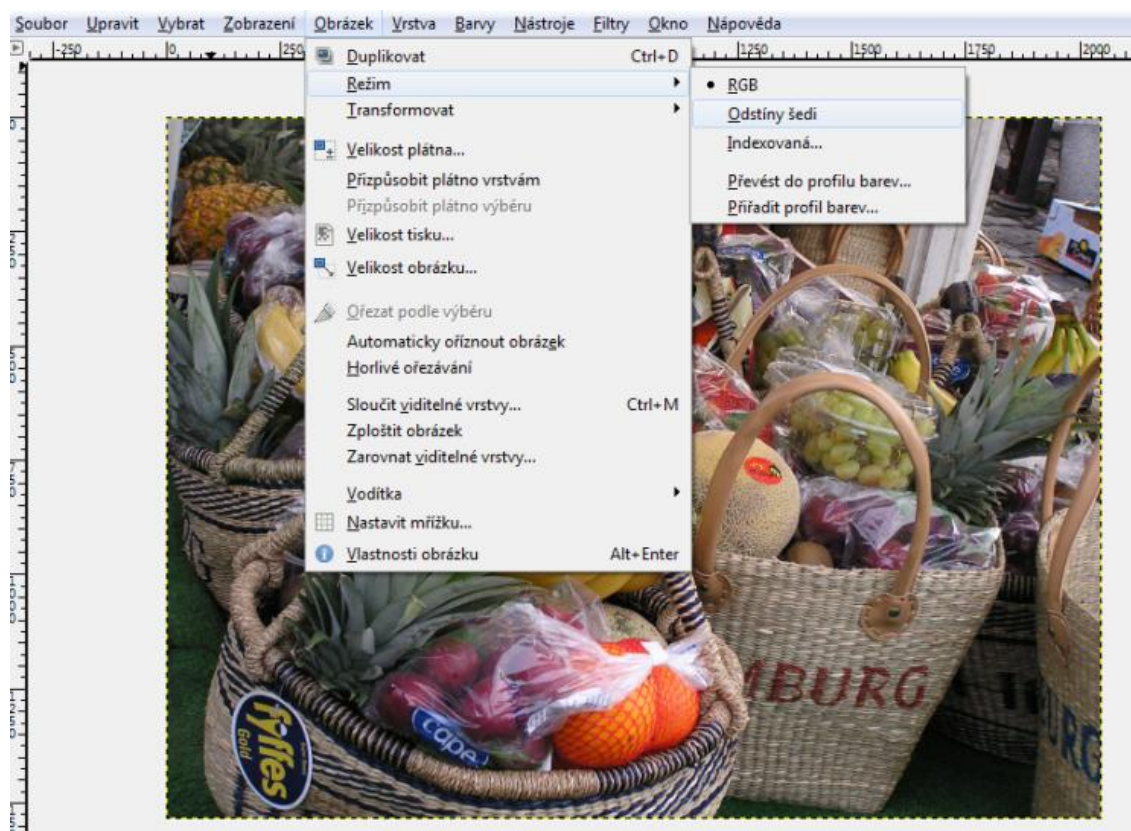 Soubor Upravit Vybrat Zobrazení Obrázek Vrstva Barvy Nástroje Filtry Okno Nápověda
-250 0 250 1250 1500 1750 2000
Duplikovat Ctrl+D
Režim
Transformovat
Velikost plátna...
Přizpůsobit plátno vrstvám
Přizpůsobit plátno výběru
Velikost tisku...
Velikost obrázku...
Ořezat podle výběru
Automaticky oříznout obrázek
Horlivé ořezávání
Sloučit viditelné vrstvy... Ctrl+M
Zploštit obrázek
Zarovnat viditelné vrstvy...
Vodítka
Nastavit mřížku...
Vlastnosti obrázku Alt+Enter
RGB
Odstíny šedi
Indexovaná...
Převést do profilu barev...
Přiřadit profil barev...
MBURG
URG
fyffes
Gold
Cape